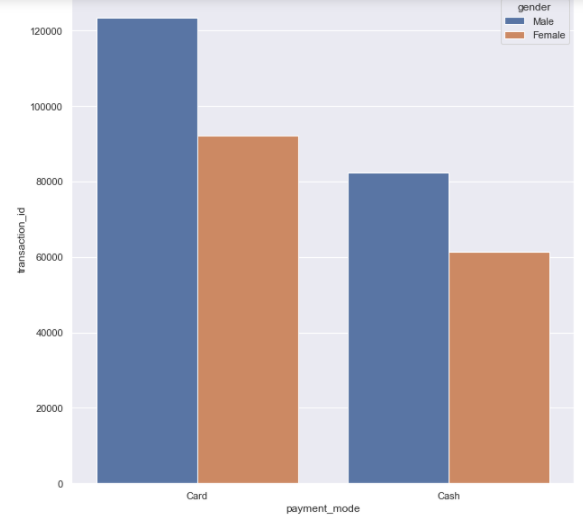 gender
Male
Female
120000
100000
80000
60000
40000
20000
0
transaction_id
Card
Cash
payment_mode